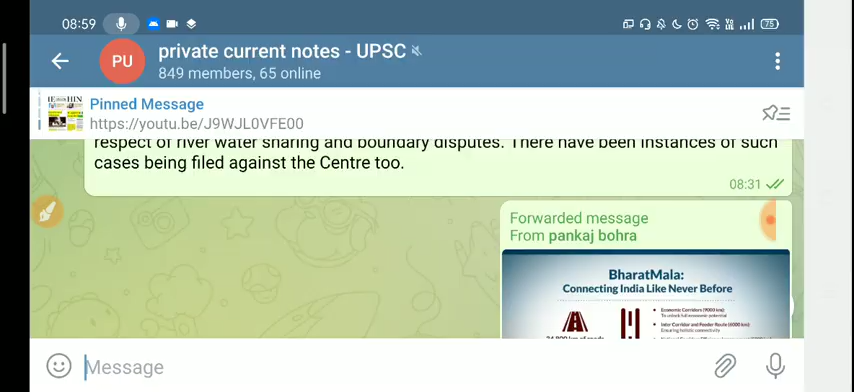 08:59
75
PU
private current notes - UPSC
849 members, 65 online
Pinned Message
https://youtu.be/J9WJL0VFE00
respect of river water sharing and boundary disputes. There have been instances of such
cases being filed against the Centre too.
08:31
Forwarded message
From pankaj bohra
BharatMala:
Connecting India Like Never Before
Economic Corridors (9000 km)
To unlock full economic potential
Inter Corridor and Feeder Route (6000 km)
Ensuring holistic connectivity
Message